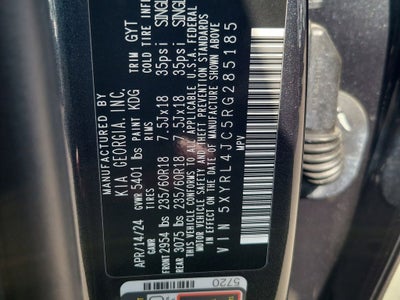 MANUFACTURED BY
KIA GEORGIA, INC.
APR/14/24 GVWR 5401 lbs PAINT KDG TRIM GYT
GAWR TIRES RIMS COLD TIRE INF
FRONT 2954 lbs 235/60R18 7.5Jx18 35psi SINGL
REAR 3075 lbs 235/60R18 7.5Jx18 35psi SINGL
THIS VEHICLE CONFORMS TO ALL APPLICABLE U.S.A. FEDERAL
MOTOR VEHICLE SAFETY AND THEFT PREVENTION STANDARDS
IN EFFECT ON THE DATE OF MANUFACTURE SHOWN ABOVE.
VIN 5XYRL4JC5RG285185
MPV
5720